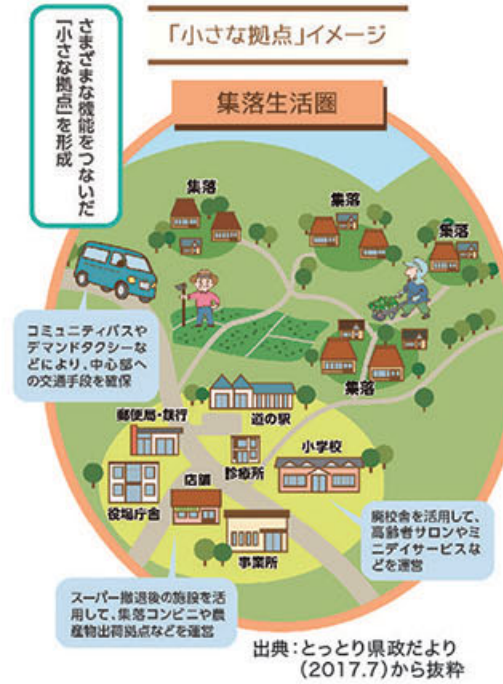 「小さな拠点」イメージ
さまざまな機能をつないだ
「小さな拠点」を形成
集落生活圏
集落
集落
集落
コミュニティバスや
デマンドタクシーな
どにより、中心部へ
の交通手段を確保
集落
郵便局・銀行
道の駅
診療所
小学校
役場庁舎
店舗
事業所
廃校舎を活用して、
高齢者サロンやミ
ニデイサービスな
どを運営
スーパー撤退後の施設を活
用して、集落コンビニや農
産物出荷拠点などを運営
出典：とっとり県政だより
（2017.7）から抜粋